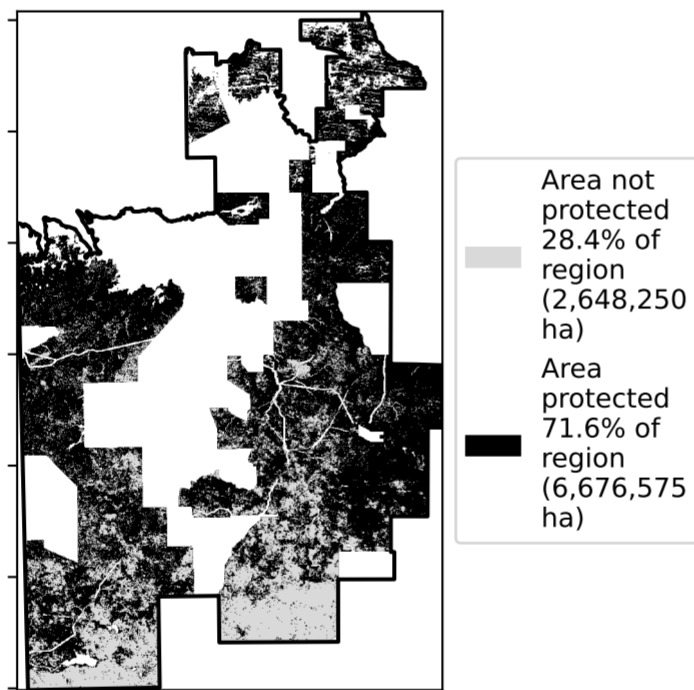 Area not
protected
28.4% of
region
(2,648,250
ha)
Area
protected
71.6% of
region
(6,676,575
ha)